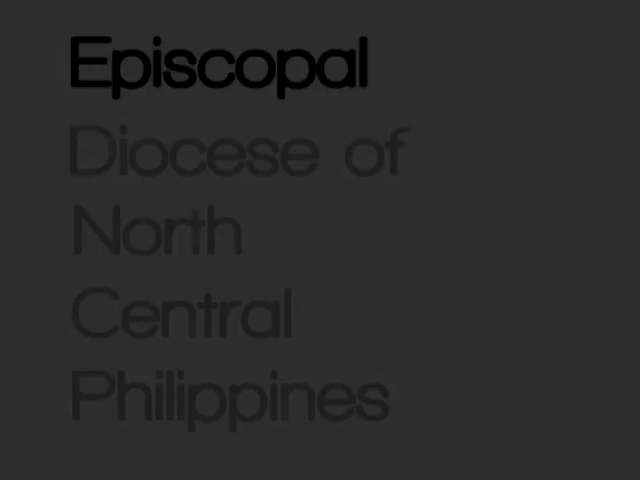 Episcopal
Diocese of
North
Central
Philippines